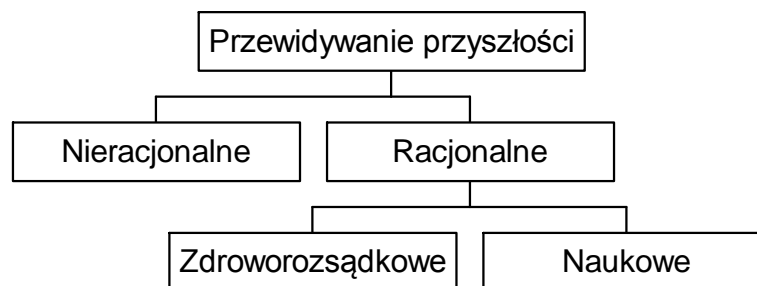 Przewidywanie przyszłości
Nieracjonalne
Racjonalne
Zdroworozsądkowe
Naukowe